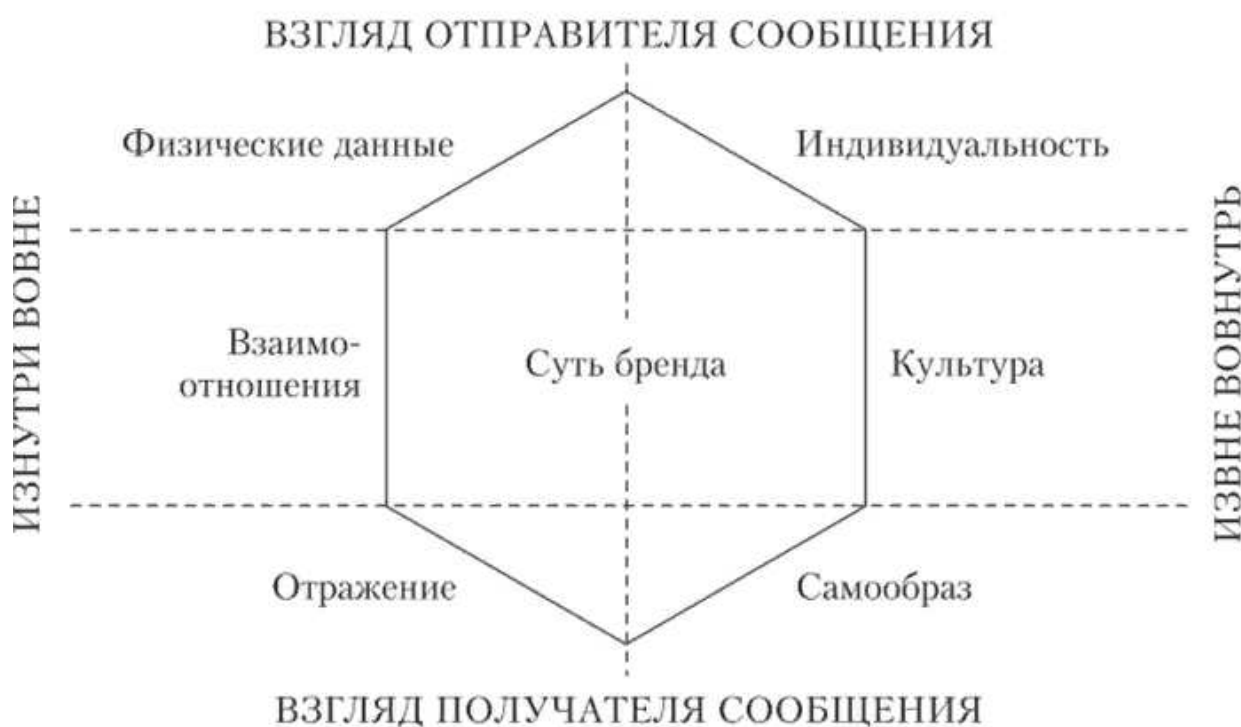 ВЗГЛЯД ОТПРАВИТЕЛЯ СООБЩЕНИЯ
Физические данные
Индивидуальность
ИЗНУТРИ ВОВНЕ
Взаимо-
отношения
Суть бренда
Культура
ИЗВНЕ ВОВНУТРЬ
Отражение
Самообраз
ВЗГЛЯД ПОЛУЧАТЕЛЯ СООБЩЕНИЯ